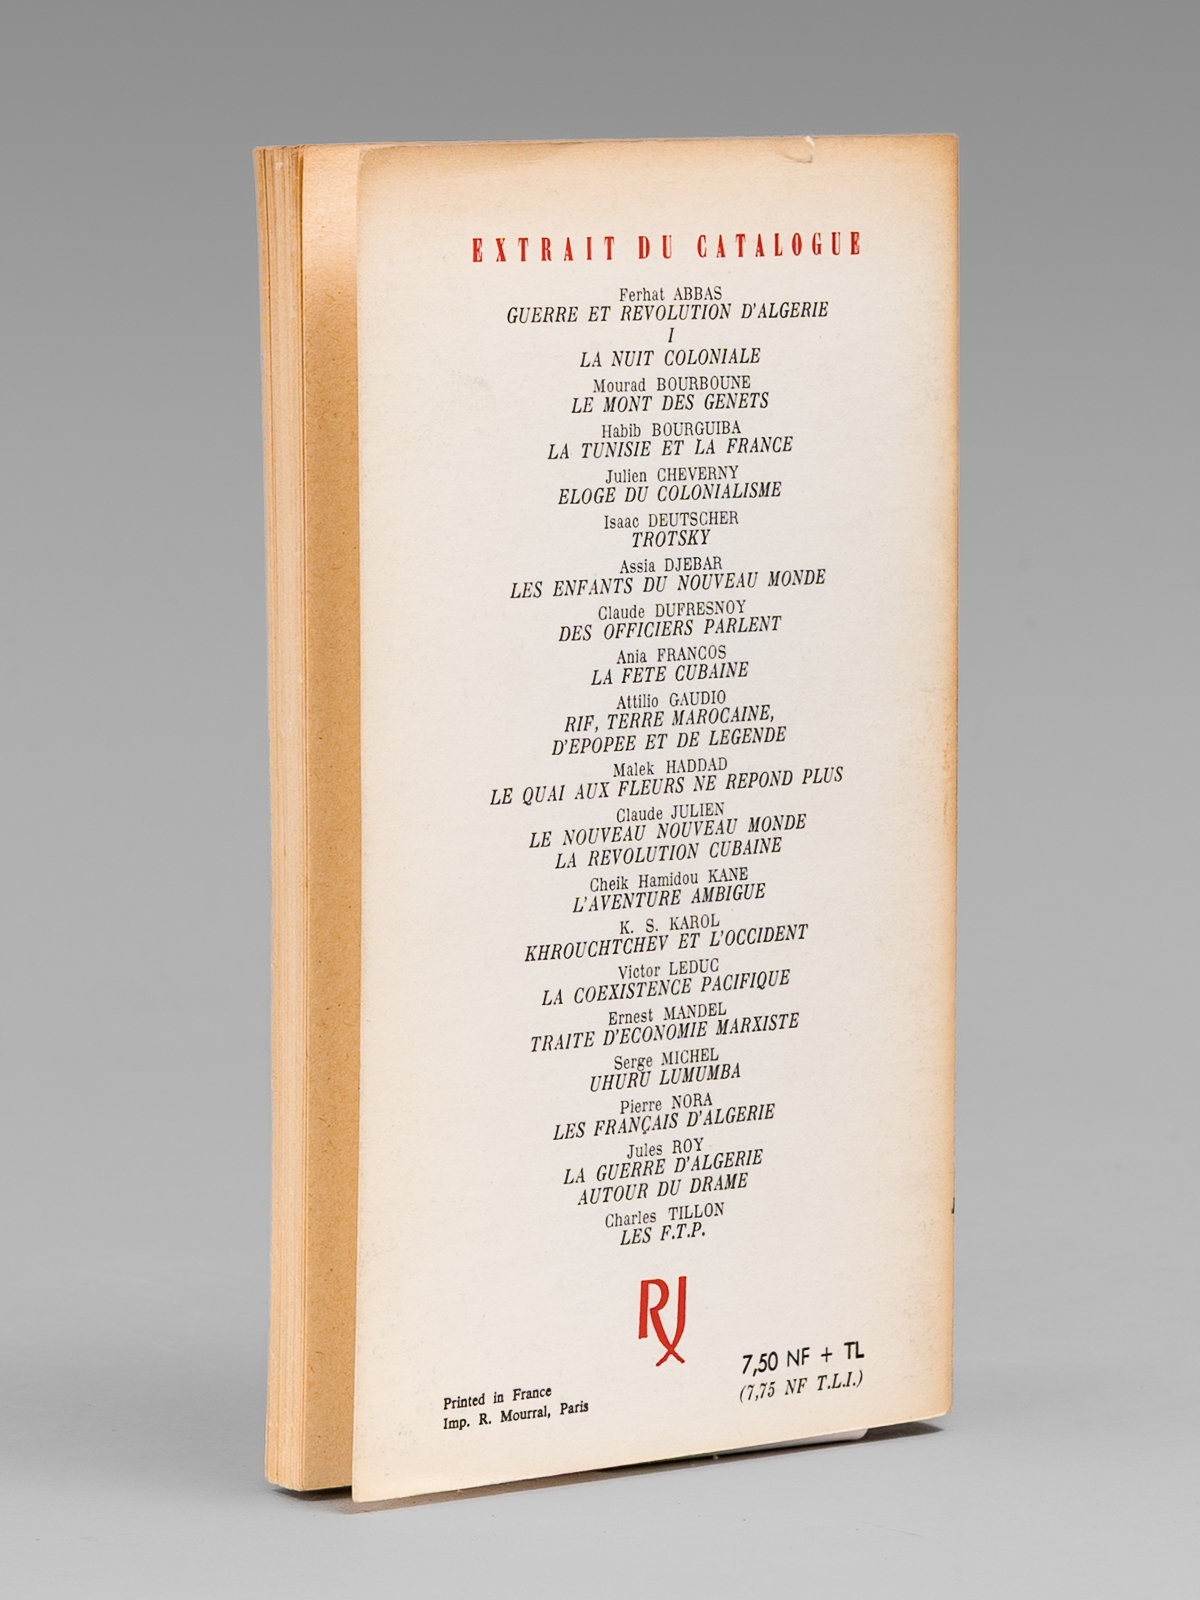 EXTRAIT DU CATALOGUE
Ferhat ABBAS
GUERRE ET REVOLUTION D'ALGERIE
I
LA NUIT COLONIALE
Mourad BOURBOUNE
LE MONT DES GENETS
Habib BOURGUIBA
LA TUNISIE ET LA FRANCE
Julien CHEVERNY
ELOGE DU COLONIALISME
Isaac DEUTSCHER
TROTSKY
Assia DJEBAR
LES ENFANTS DU NOUVEAU MONDE
Claude DUFRESNOY
DES OFFICIERS PARLENT
Ania FRANCOS
LA FETE CUBAINE
Attilio GAUDIO
RIF, TERRE MAROCAINE,
D'EPOPEE ET DE LEGENDE
Malek HADDAD
LE QUAI AUX FLEURS NE REPOND PLUS
Claude JULIEN
LE NOUVEAU NOUVEAU MONDE
LA REVOLUTION CUBAINE
Cheik Hamidou KANE
L'AVENTURE AMBIGUE
K. S. KAROL
KHROUCHTCHEV ET L'OCCIDENT
Victor LEDUC
LA COEXISTENCE PACIFIQUE
Ernest MANDEL
TRAITE D'ECONOMIE MARXISTE
Serge MICHEL
UHURU LUMUMBA
Pierre NORA
LES FRANÇAIS D'ALGERIE
Jules ROY
LA GUERRE D'ALGERIE
AUTOUR DU DRAME
Charles TILLON
LES F.T.P.
RJ
7,50 NF + TL
(7,75 NF T.L.I.)
Printed in France
Imp. R. Mourral, Paris